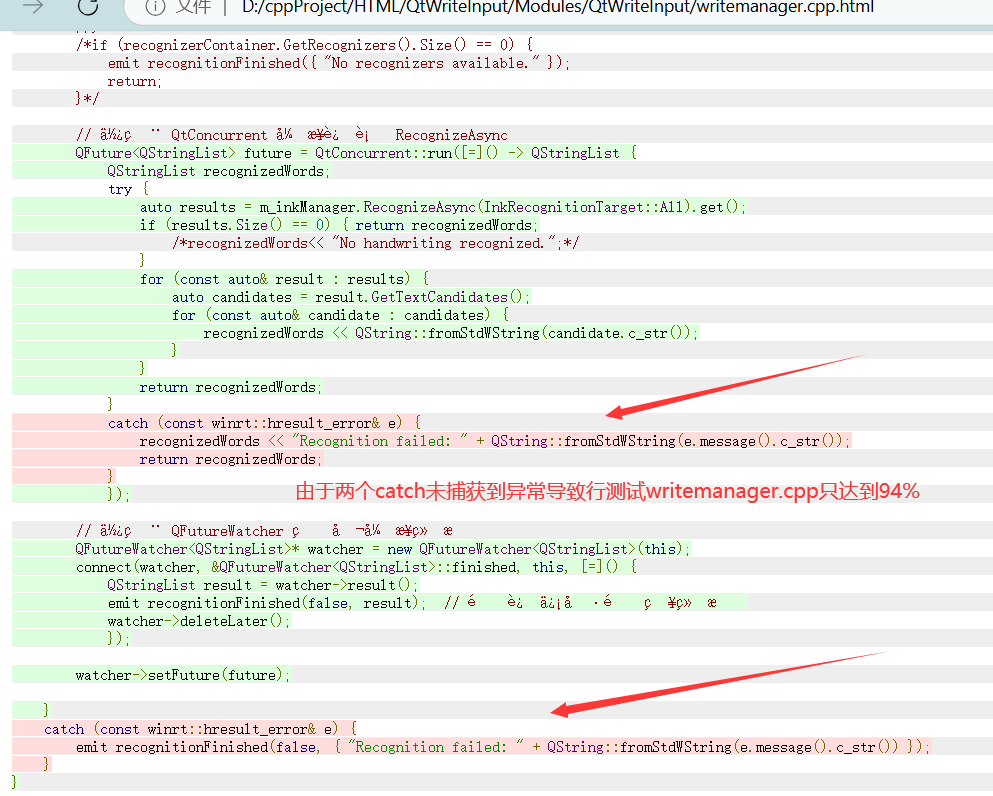 文件 | D:/cppProject/HTML/QtWriteInput/Modules/QtWriteInput/writemanager.cpp.html
/*if (recognizerContainer.GetRecognizers().Size() == 0) {
emit recognitionFinished({ "No recognizers available." });
return;
}*/
// QtConcurrent RecognizeAsync
QFuture<QStringList> future = QtConcurrent::run([=]() -> QStringList {
QStringList recognizedWords;
try {
auto results = m_inkManager.RecognizeAsync(InkRecognitionTarget::All).get();
if (results.Size() == 0) { return recognizedWords;
/*recognizedWords<< "No handwriting recognized.";*/
}
for (const auto& result : results) {
auto candidates = result.GetTextCandidates();
for (const auto& candidate : candidates) {
recognizedWords << QString::fromStdWString(candidate.c_str());
}
}
return recognizedWords;
}
catch (const winrt::hresult_error& e) {
recognizedWords << "Recognition failed: " + QString::fromStdWString(e.message().c_str());
return recognizedWords;
}
});
由于两个catch未捕获到异常导致行测试writemanager.cpp只达到94%
// QFutureWatcher
QFutureWatcher<QStringList>* watcher = new QFutureWatcher<QStringList>(this);
connect(watcher, &QFutureWatcher<QStringList>::finished, this, [=]() {
QStringList result = watcher->result();
emit recognitionFinished(false, result); //
watcher->deleteLater();
});
watcher->setFuture(future);
}
catch (const winrt::hresult_error& e) {
emit recognitionFinished(false, { "Recognition failed: " + QString::fromStdWString(e.message().c_str()) });
}
}